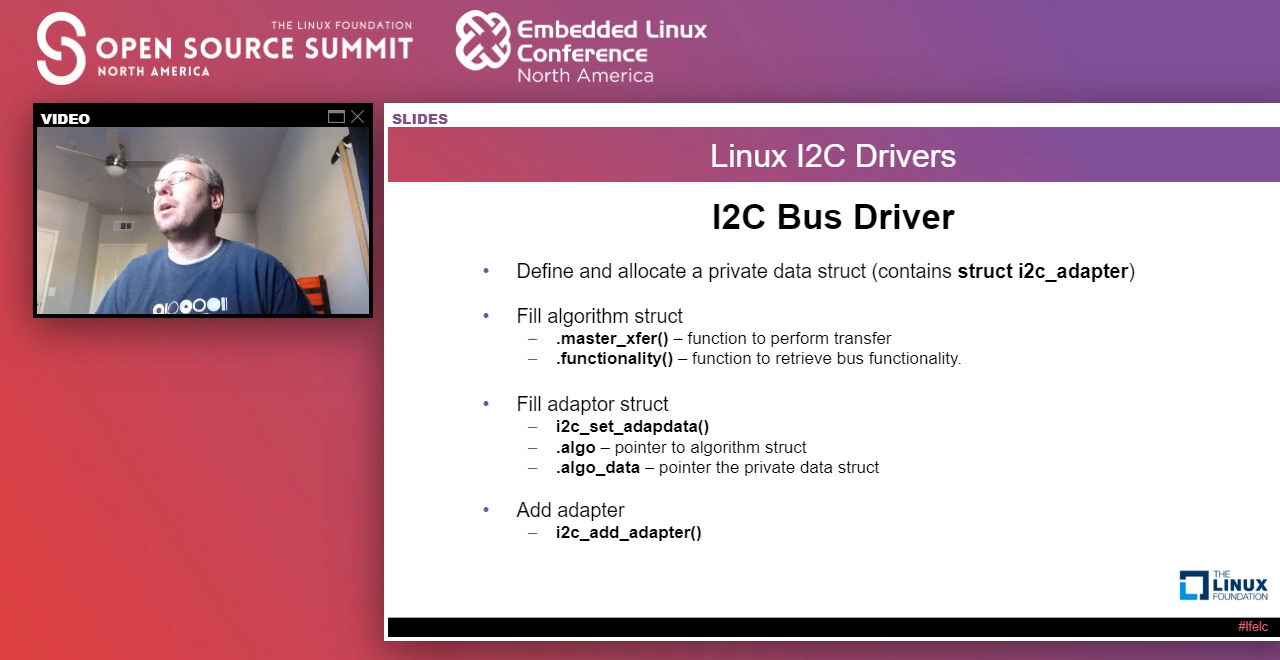 THE LINUX FOUNDATION
OPEN SOURCE SUMMIT
NORTH AMERICA
Embedded Linux
Conference
North America
VIDEO
SLIDES
Linux I2C Drivers
I2C Bus Driver
• Define and allocate a private data struct (contains struct i2c_adapter)
• Fill algorithm struct
– .master_xfer() – function to perform transfer
– .functionality() – function to retrieve bus functionality.
• Fill adaptor struct
– i2c_set_adapdata()
– .algo – pointer to algorithm struct
– .algo_data – pointer the private data struct
• Add adapter
– i2c_add_adapter()
THE
LINUX
FOUNDATION
#lfelc